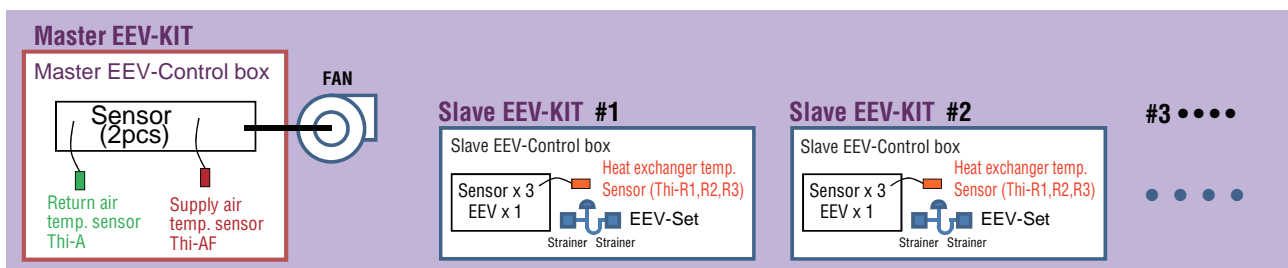 Master EEV-KIT
Master EEV-Control box
Sensor
(2pcs)
Return air
temp. sensor
Thi-A
Supply air
temp. sensor
Thi-AF
FAN
Slave EEV-KIT #1
Slave EEV-Control box
Heat exchanger temp.
Sensor (Thi-R1,R2,R3)
Sensor x 3
EEV x 1
EEV-Set
Strainer Strainer
Slave EEV-KIT #2
Slave EEV-Control box
Heat exchanger temp.
Sensor (Thi-R1,R2,R3)
Sensor x 3
EEV x 1
EEV-Set
Strainer Strainer
#3 ••••